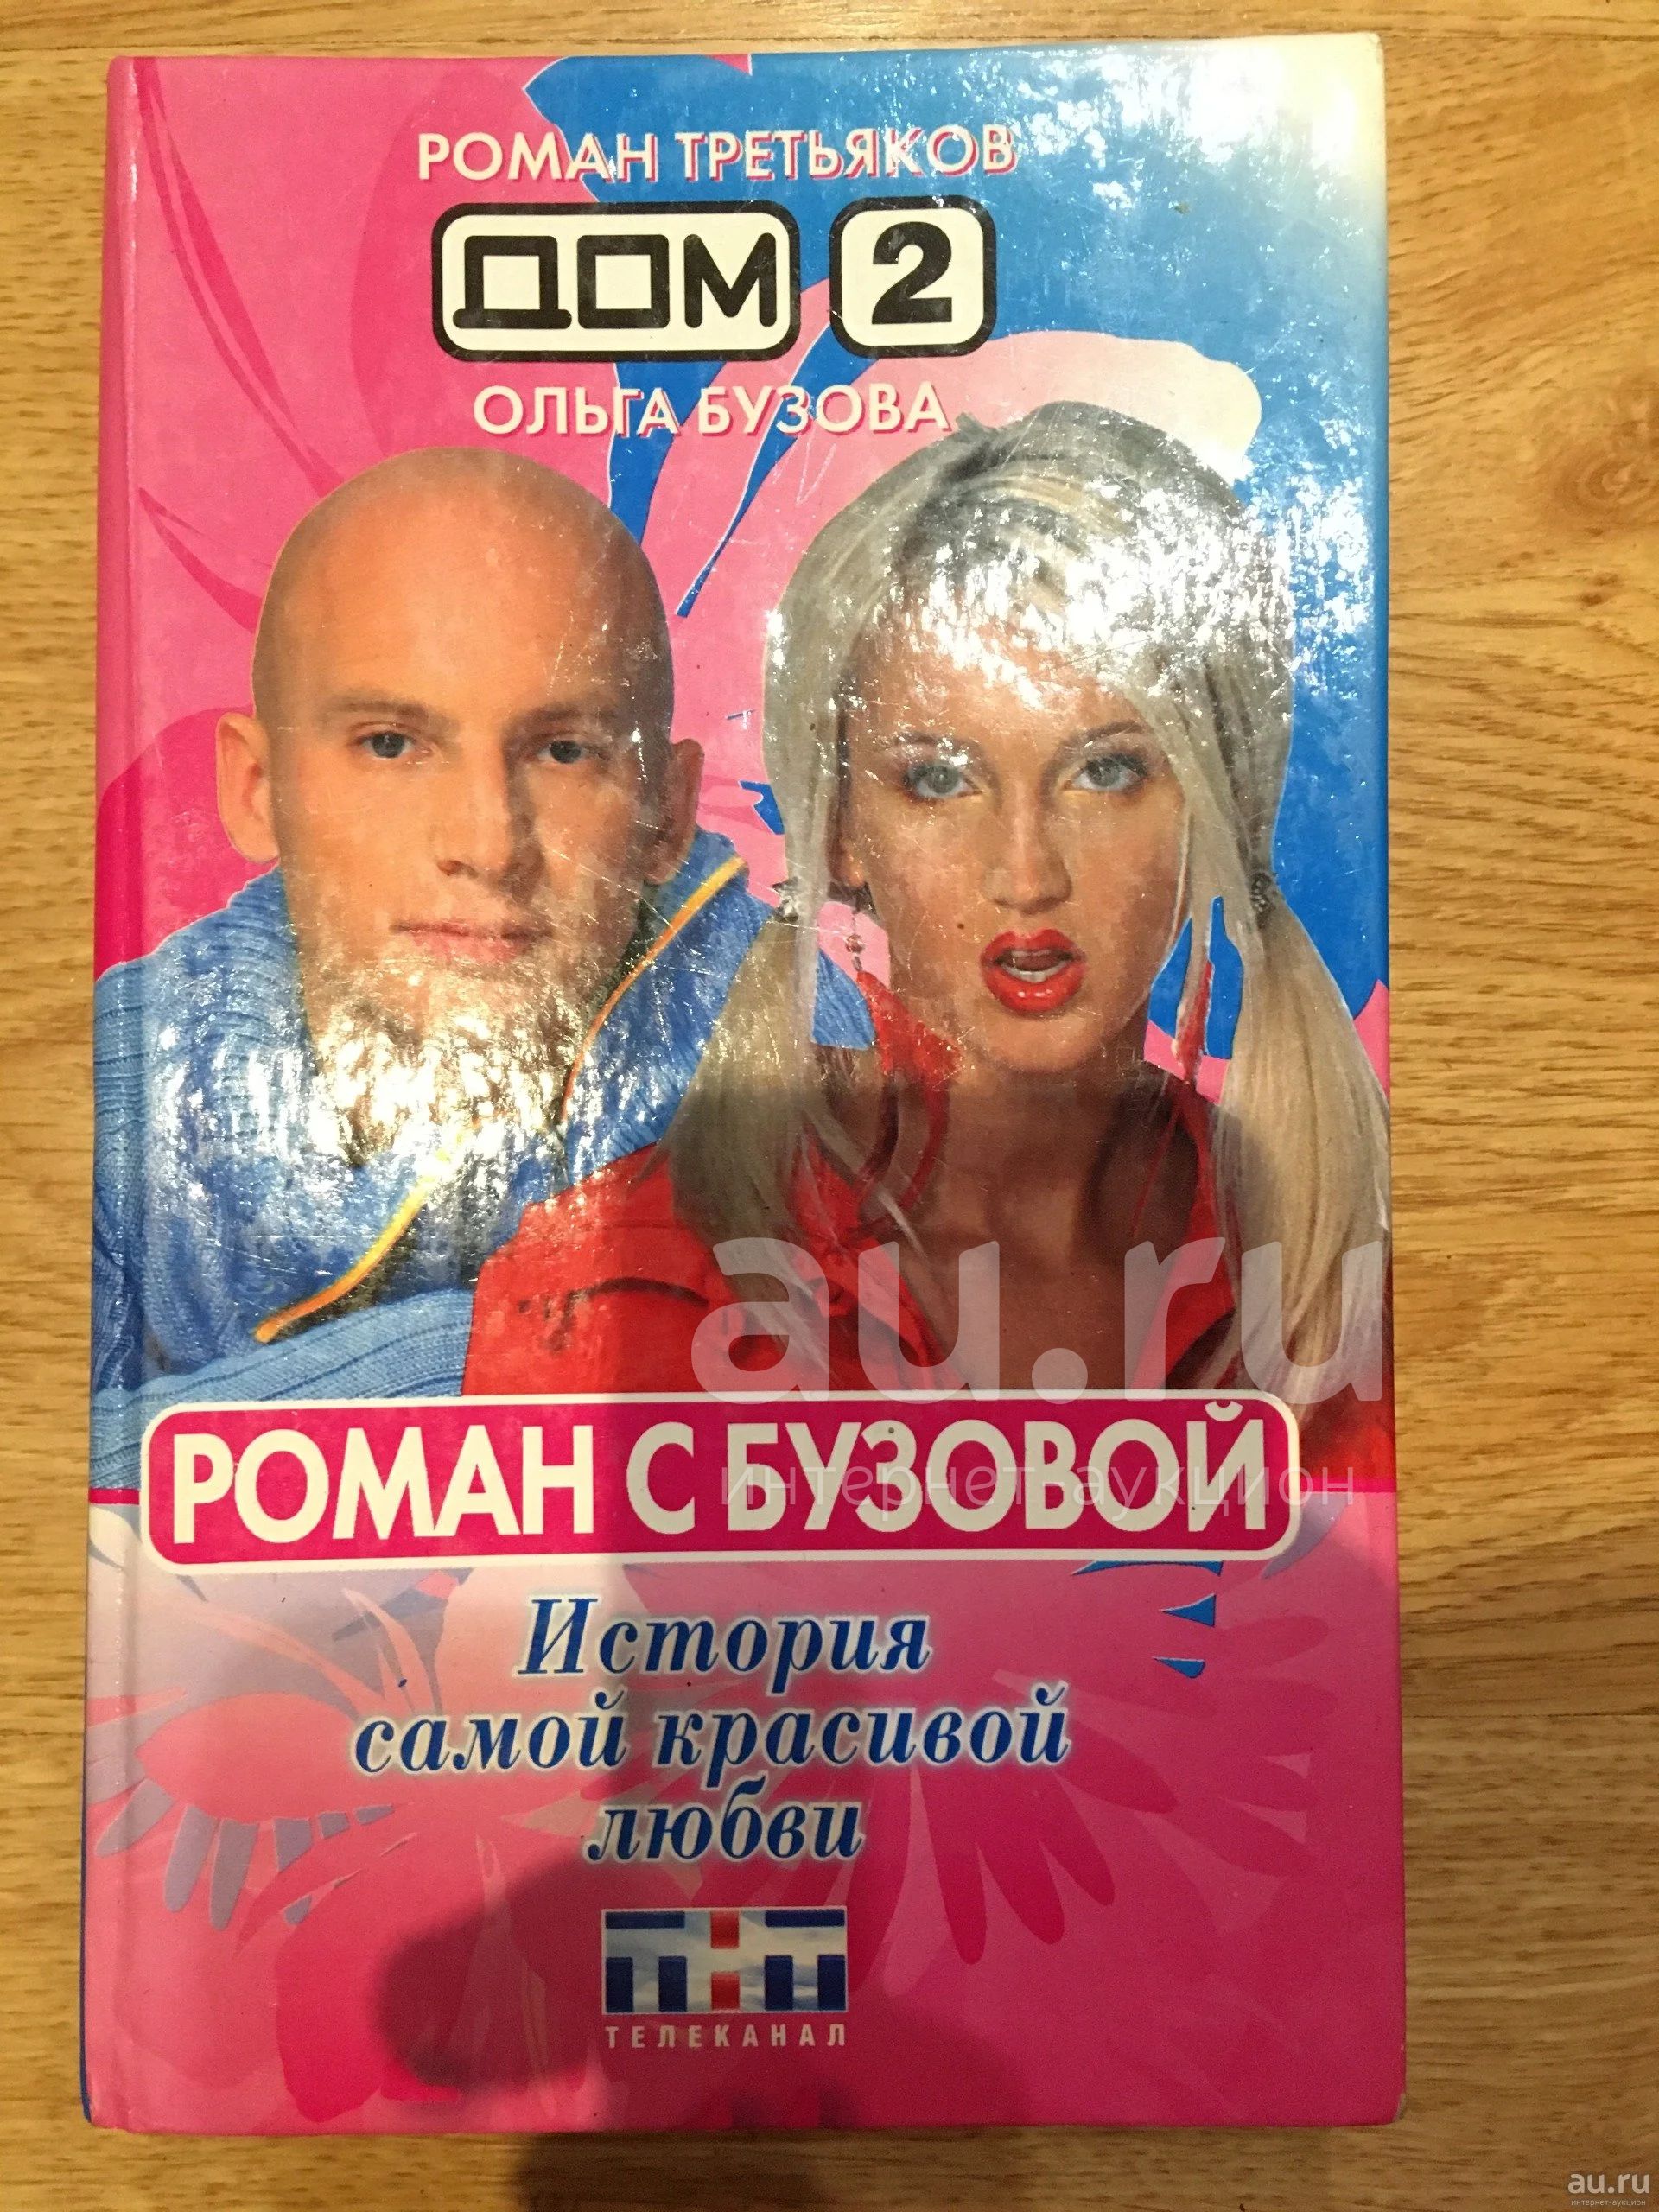 РОМАН ТРЕТЬЯКОВ
ДОМ 2
ОЛЬГА БУЗОВА
au.ru
РОМАН С БУЗОВОЙ
интернет-аукцион
История
самой красивой
любви
ТНТ
ТЕЛЕКАНАЛ
au.ru
интернет-аукцион